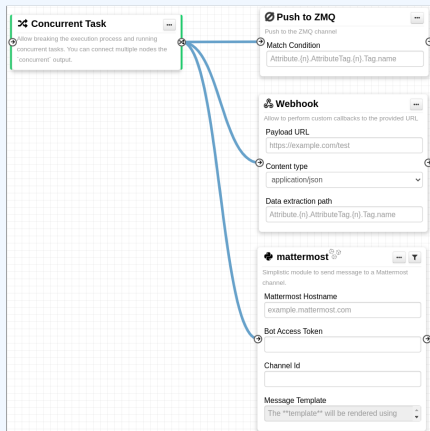 Concurrent Task
Allow breaking the execution process and running
concurrent tasks. You can connect multiple nodes the
`concurrent` output.
Push to ZMQ
Push to the ZMQ channel
Match Condition
Attribute.{n}.AttributeTag.{n}.Tag.name
Webhook
Allow to perform custom callbacks to the provided URL
Payload URL
https://example.com/test
Content type
application/json
Data extraction path
Attribute.{n}.AttributeTag.{n}.Tag.name
mattermost
Simplistic module to send message to a Mattermost
channel.
Mattermost Hostname
example.mattermost.com
Bot Access Token
Channel Id
Message Template
The **template** will be rendered using